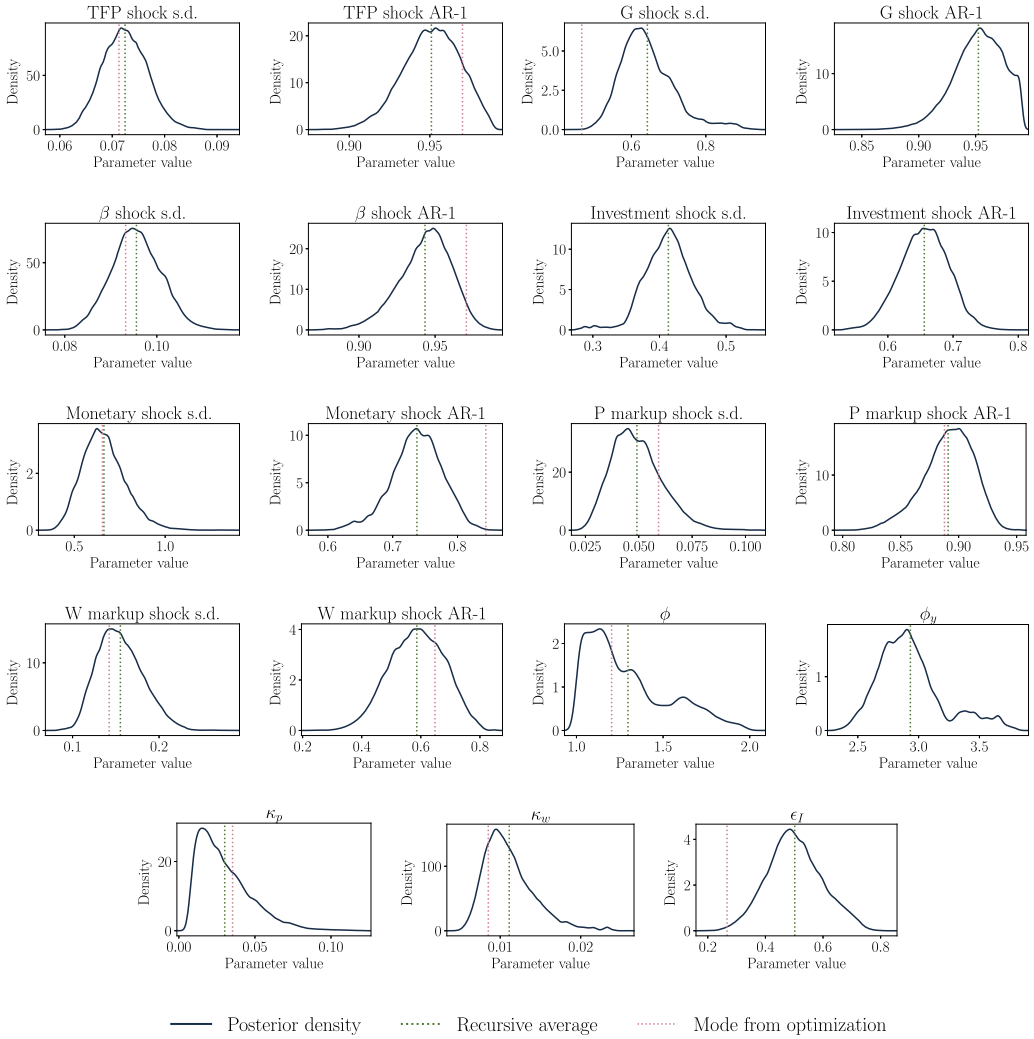 TFP shock s.d.
TFP shock AR-1
G shock s.d.
G shock AR-1
Density
50
0
0.06 0.07 0.08 0.09
Parameter value
Density
20
10
0
0.90 0.95
Parameter value
Density
5.0
2.5
0.0
0.6 0.8
Parameter value
Density
10
0
0.85 0.90 0.95
Parameter value
β shock s.d.
β shock AR-1
Investment shock s.d.
Investment shock AR-1
Density
50
0
0.08 0.10
Parameter value
Density
20
10
0
0.90 0.95
Parameter value
Density
10
5
0
0.3 0.4 0.5
Parameter value
Density
10
5
0
0.6 0.7 0.8
Parameter value
Monetary shock s.d.
Monetary shock AR-1
P markup shock s.d.
P markup shock AR-1
Density
2
0
0.5 1.0
Parameter value
Density
10
5
0
0.6 0.7 0.8
Parameter value
Density
20
0
0.025 0.050 0.075 0.100
Parameter value
Density
10
0
0.80 0.85 0.90 0.95
Parameter value
W markup shock s.d.
W markup shock AR-1
ϕ
ϕ_y
Density
10
0
0.1 0.2
Parameter value
Density
4
2
0
0.2 0.4 0.6 0.8
Parameter value
Density
2
1
0
1.0 1.5 2.0
Parameter value
Density
1
0
2.5 3.0 3.5
Parameter value
κ_p
κ_w
ϵ_I
Density
20
0
0.00 0.05 0.10
Parameter value
Density
100
0
0.01 0.02
Parameter value
Density
4
2
0
0.2 0.4 0.6 0.8
Parameter value
Posterior density
Recursive average
Mode from optimization